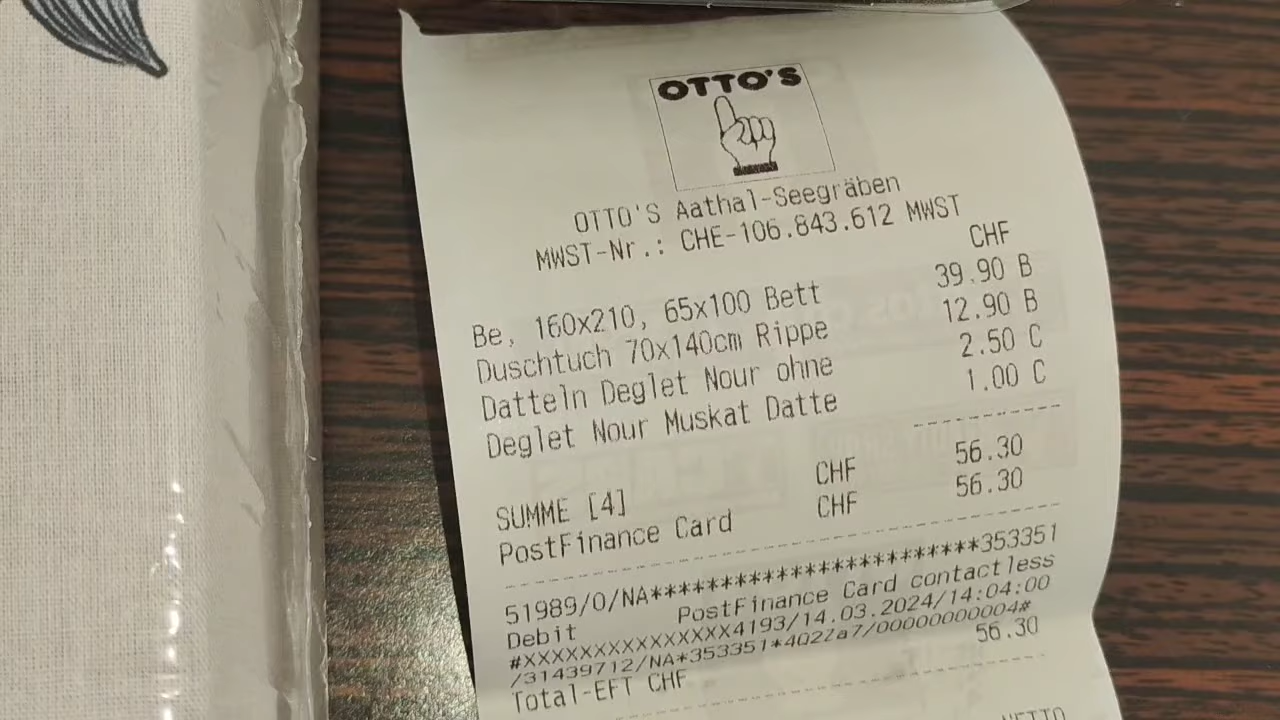 OTTO'S
OTTO'S Aathal-Seegräben
MWST-Nr.: CHE-106.843.612 MWST
CHF
Be, 160x210, 65x100 Bett 39.90 B
Duschtuch 70x140cm Rippe 12.90 B
Datteln Deglet Nour ohne 2.50 C
Deglet Nour Muskat Datte 1.00 C
SUMME [4] CHF 56.30
PostFinance Card CHF 56.30
51989/0/NA************************353351
Debit PostFinance Card contactless
#XXXXXXXXXXXXXXX4193/14.03.2024/14:04:00
/31439712/NA*353351*4022a7/00000000004#
Total-EFT CHF 56.30
NETTO